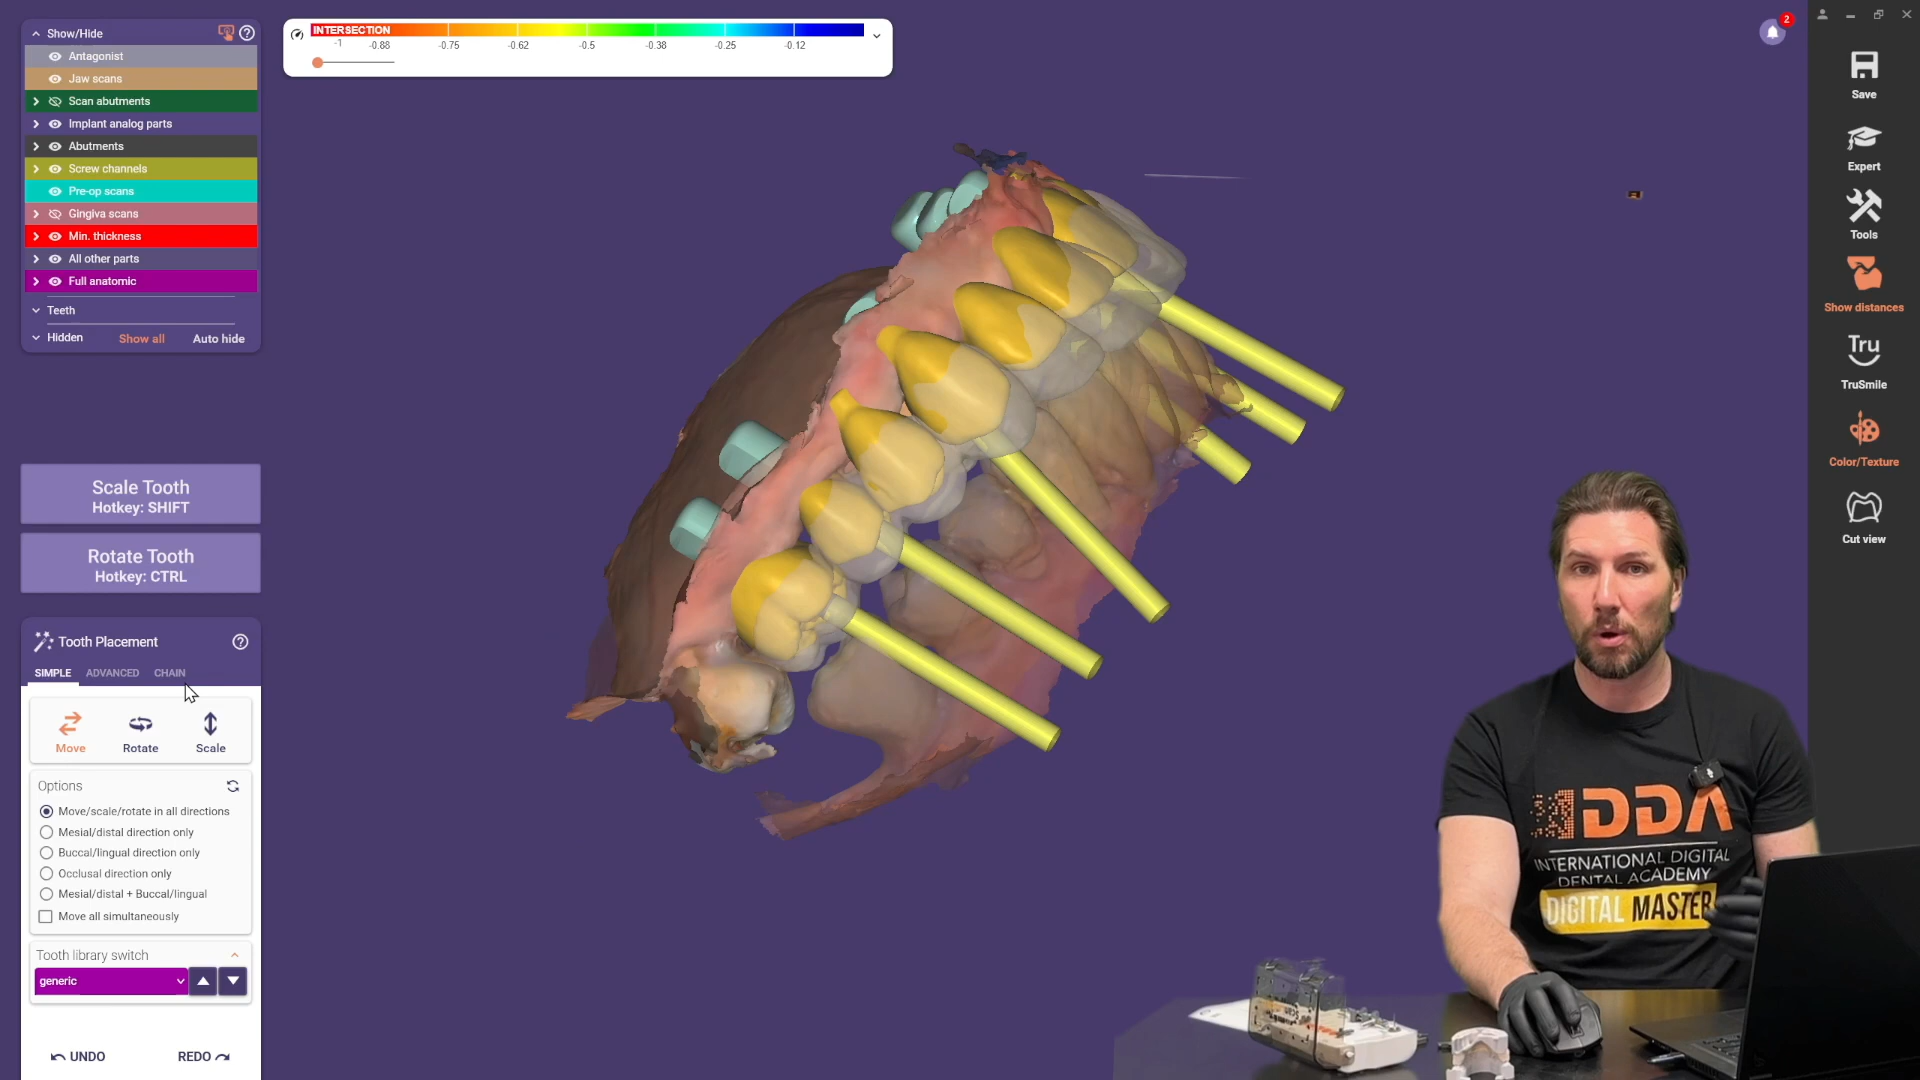 Show/Hide
Antagonist
Jaw scans
Scan abutments
Implant analog parts
Abutments
Screw channels
Pre-op scans
Gingiva scans
Min. thickness
All other parts
Full anatomic
Teeth
Hidden Show all Auto hide
Scale Tooth
Hotkey: SHIFT
Rotate Tooth
Hotkey: CTRL
Tooth Placement
SIMPLE ADVANCED CHAIN
Move Rotate Scale
Options
Move/scale/rotate in all directions
Mesial/distal direction only
Buccal/lingual direction only
Occlusal direction only
Mesial/distal + Buccal/lingual
Move all simultaneously
Tooth library switch
generic
UNDO REDO
INTERSECTION
-1 -0.88 -0.75 -0.62 -0.5 -0.38 -0.25 -0.12
2
Save
Expert
Tools
Show distances
Tru
TruSmile
Color/Texture
Cut view
IDDA
INTERNATIONAL DIGITAL
DENTAL ACADEMY
DIGITAL MASTER